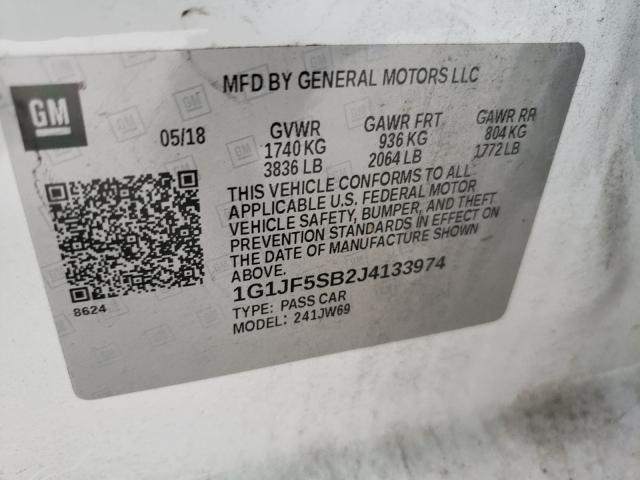 GM
MFD BY GENERAL MOTORS LLC
05/18 GVWR GAWR FRT GAWR RR
1740 KG 936 KG 804 KG
3836 LB 2064 LB 1772 LB
THIS VEHICLE CONFORMS TO ALL
APPLICABLE U.S. FEDERAL MOTOR
VEHICLE SAFETY, BUMPER, AND THEFT
PREVENTION STANDARDS IN EFFECT ON
THE DATE OF MANUFACTURE SHOWN
ABOVE.
8624
1G1JF5SB2J4133974
TYPE: PASS CAR
MODEL: 241JW69